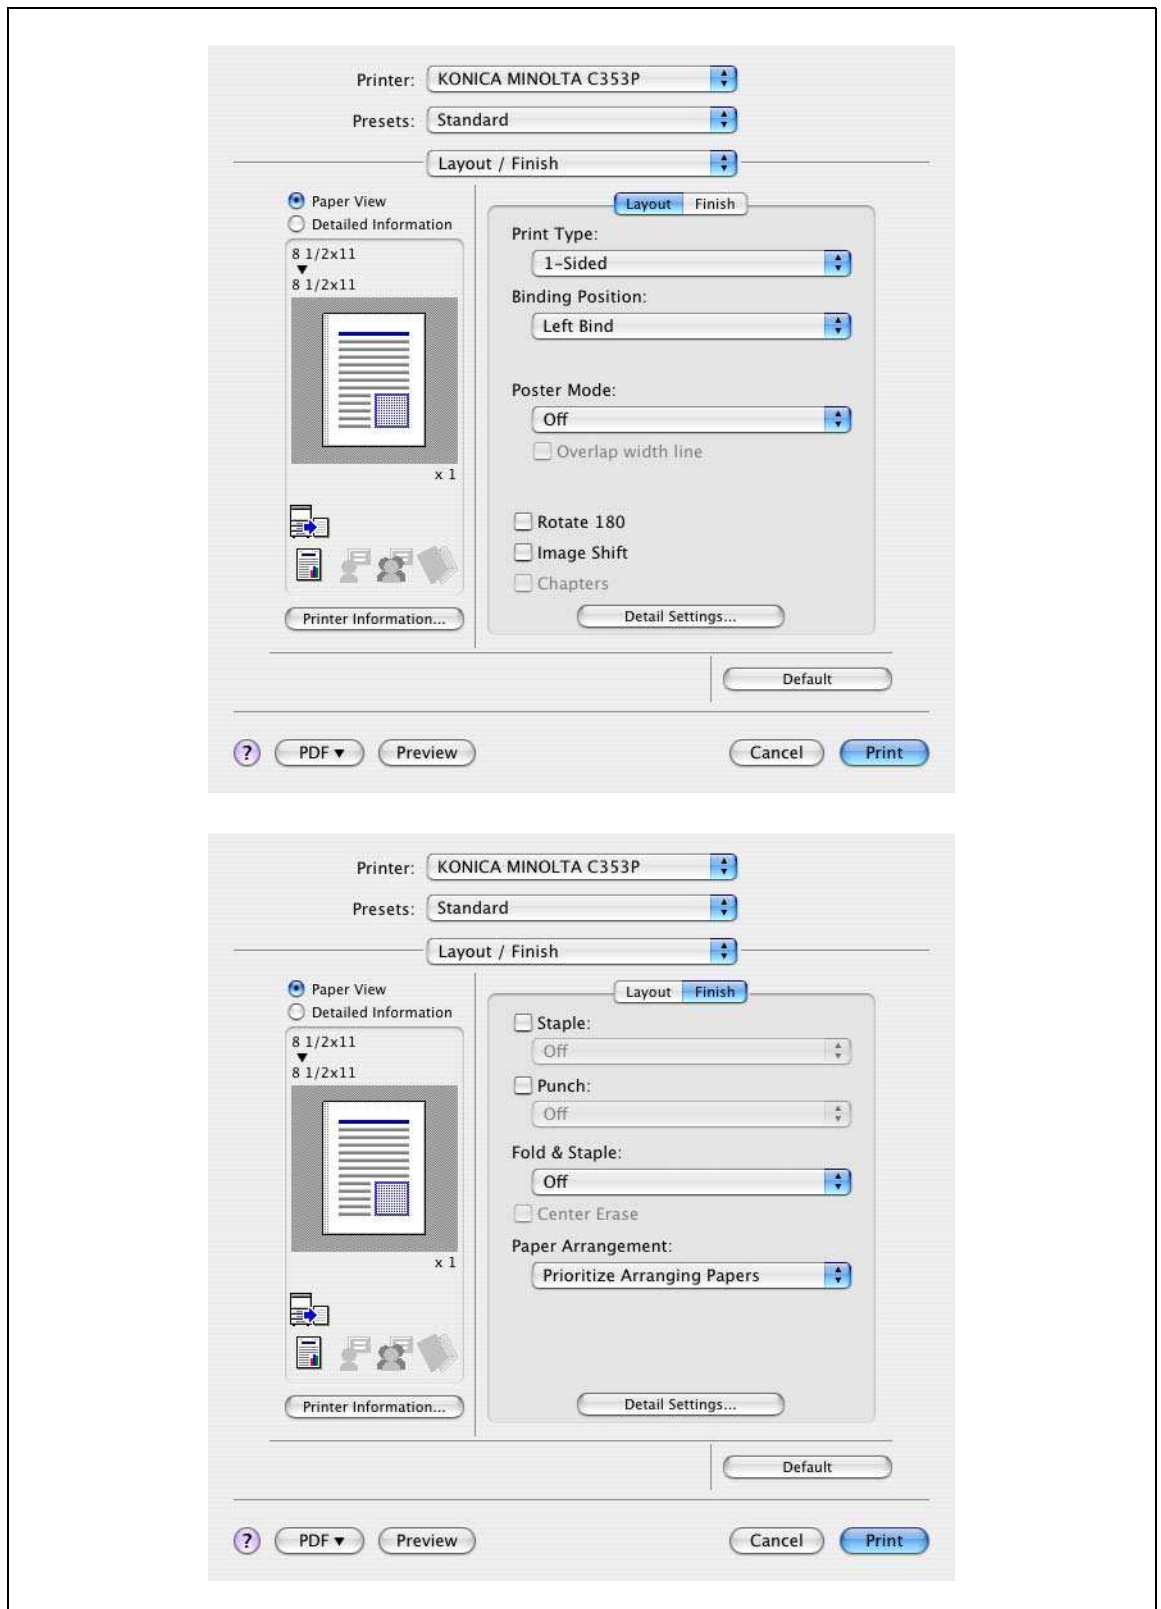 Printer: KONICA MINOLTA C353P
Presets: Standard
Layout / Finish
Paper View
Detailed Information
8 1/2x11
8 1/2x11
x 1
Printer Information...
Layout Finish
Print Type:
1-Sided
Binding Position:
Left Bind
Poster Mode:
Off
Overlap width line
Rotate 180
Image Shift
Chapters
Detail Settings...
Default
? PDF▼ Preview Cancel Print
Printer: KONICA MINOLTA C353P
Presets: Standard
Layout / Finish
Paper View
Detailed Information
8 1/2x11
8 1/2x11
x 1
Printer Information...
Layout Finish
Staple:
Off
Punch:
Off
Fold & Staple:
Off
Center Erase
Paper Arrangement:
Prioritize Arranging Papers
Detail Settings...
Default
? PDF▼ Preview Cancel Print